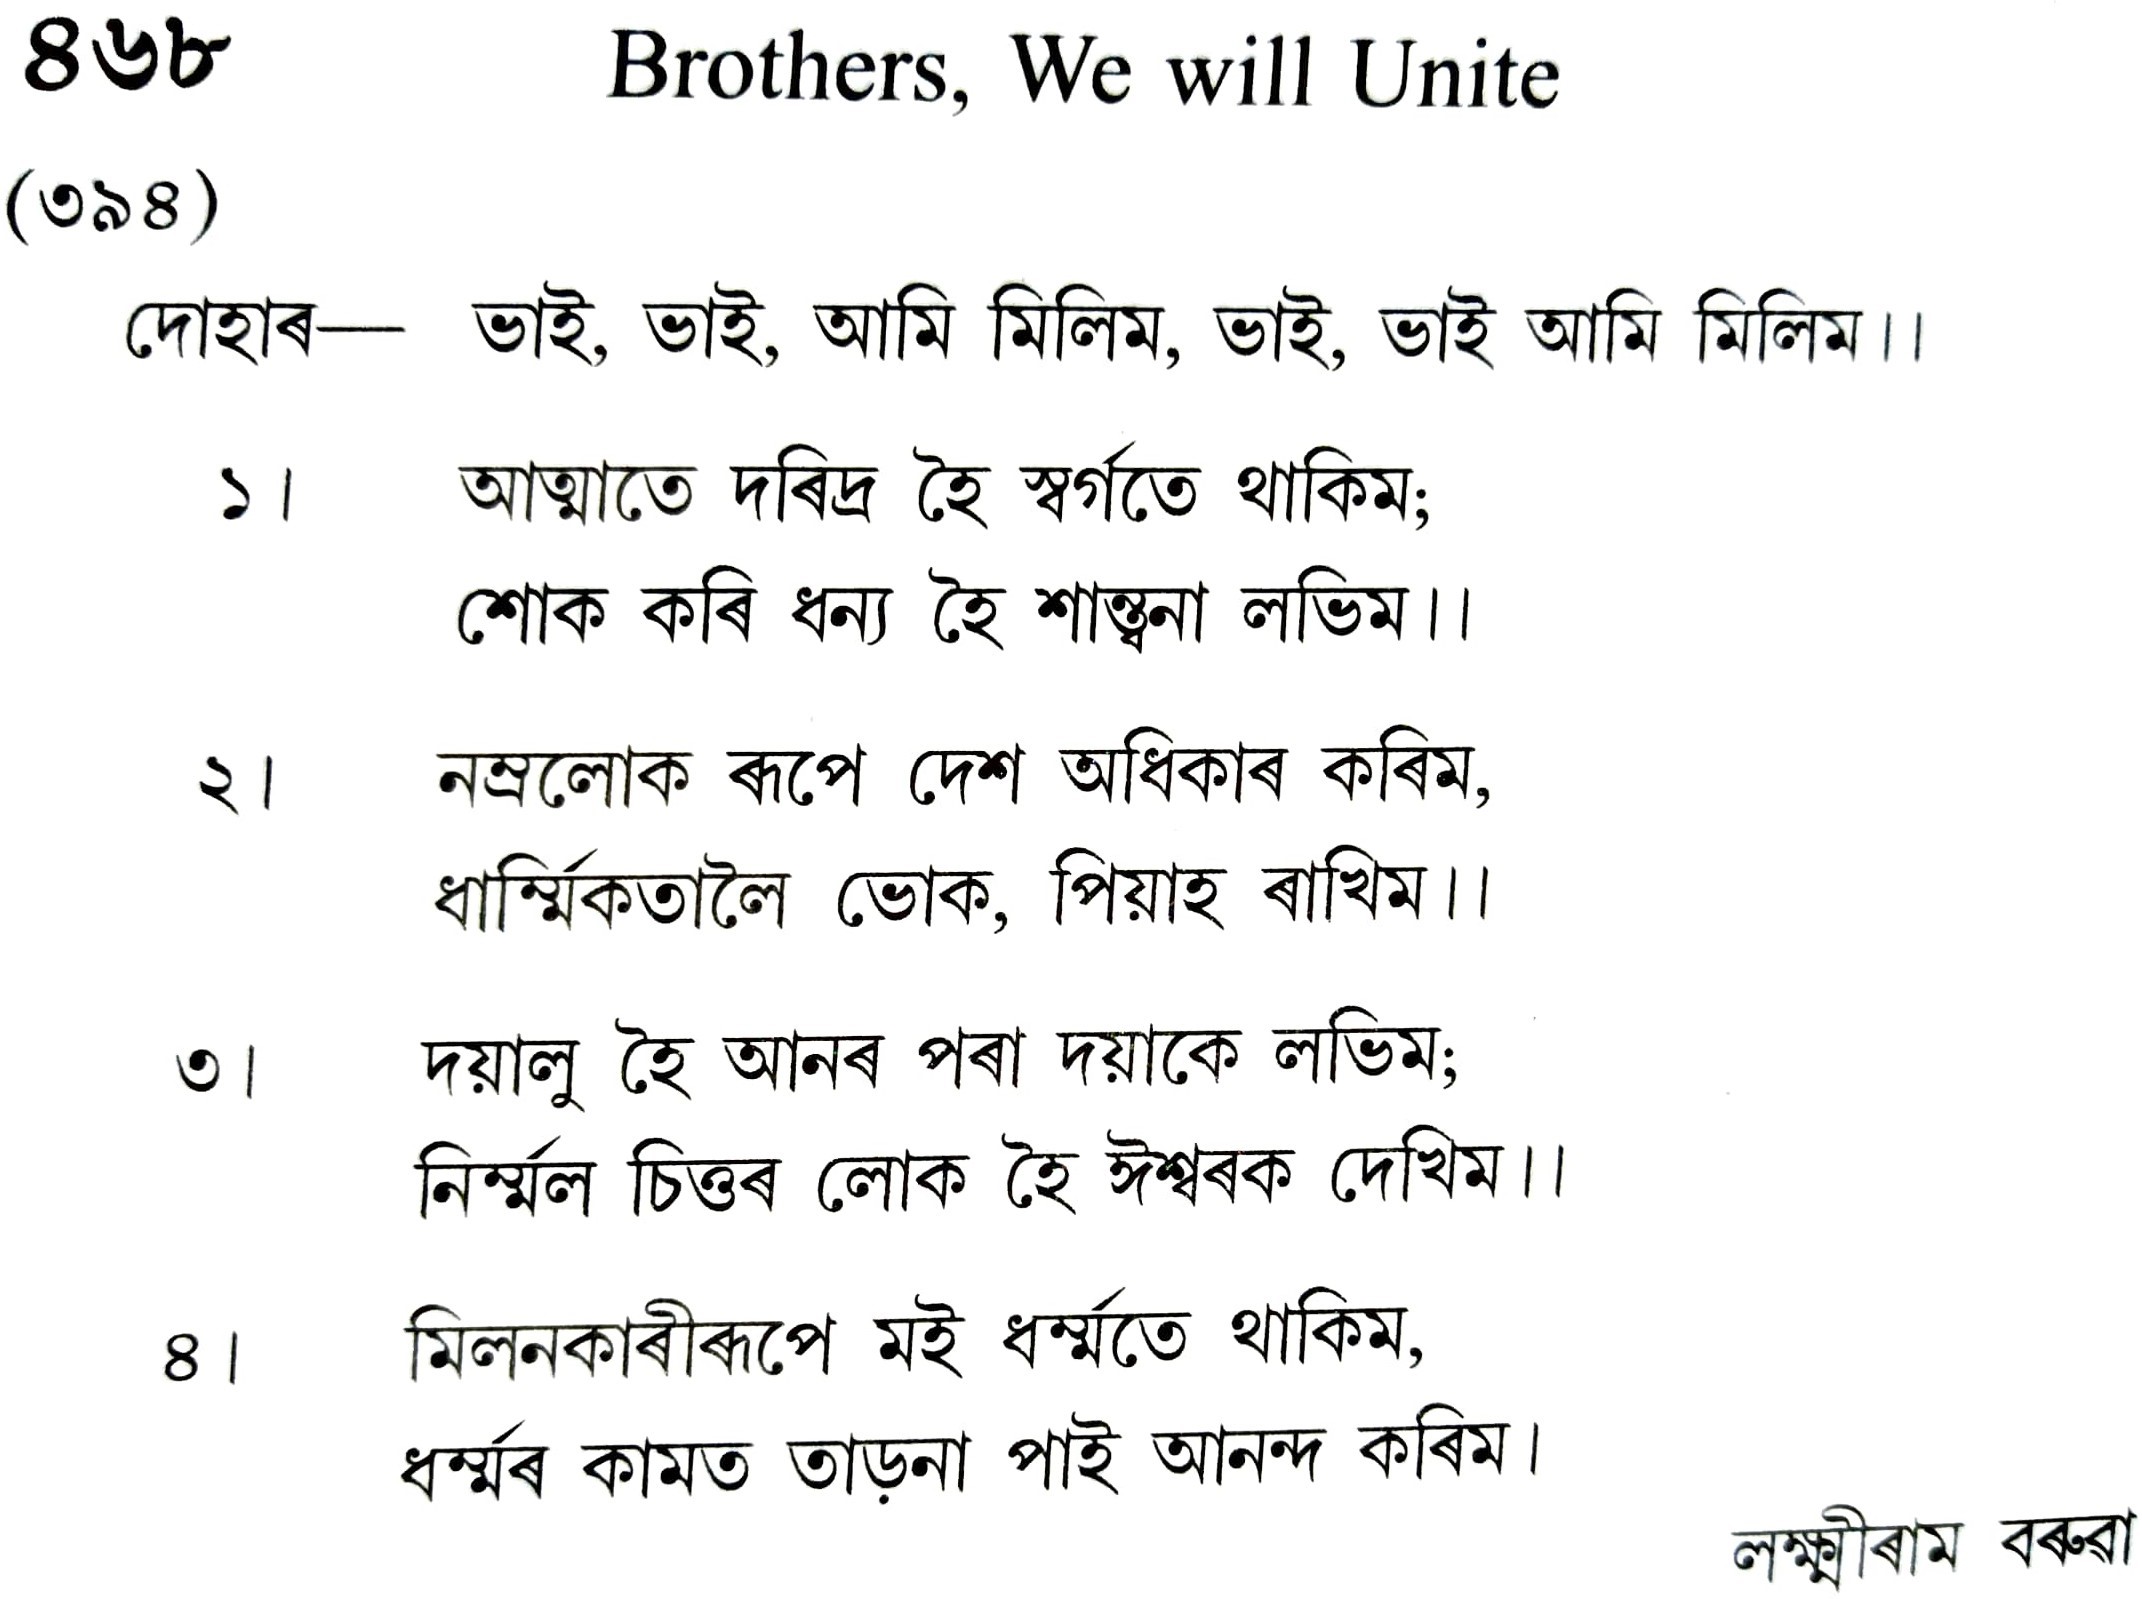 ৪৬৮ Brothers, We will Unite
(৩৯৪)
দোহাৰ— ভাই, ভাই, আমি মিলিম, ভাই, ভাই আমি মিলিম।।
১। আত্মাতে দৰিদ্ৰ হৈ স্বৰ্গতে থাকিম;
শোক কৰি ধন্য হৈ শান্ত্বনা লভিম।।
২। নম্ৰলোক ৰূপে দেশ অধিকাৰ কৰিম,
ধাৰ্ম্মিকতালৈ ভোক, পিয়াহ ৰাখিম।।
৩। দয়ালু হৈ আনৰ পৰা দয়াকে লভিম;
নিৰ্ম্মল চিত্তৰ লোক হৈ ঈশ্বৰক দেখিম।।
৪। মিলনকাৰীৰূপে মই ধৰ্ম্মতে থাকিম,
ধৰ্ম্মৰ কামত তাড়না পাই আনন্দ কৰিম।
লক্ষ্মীৰাম বৰুৱা